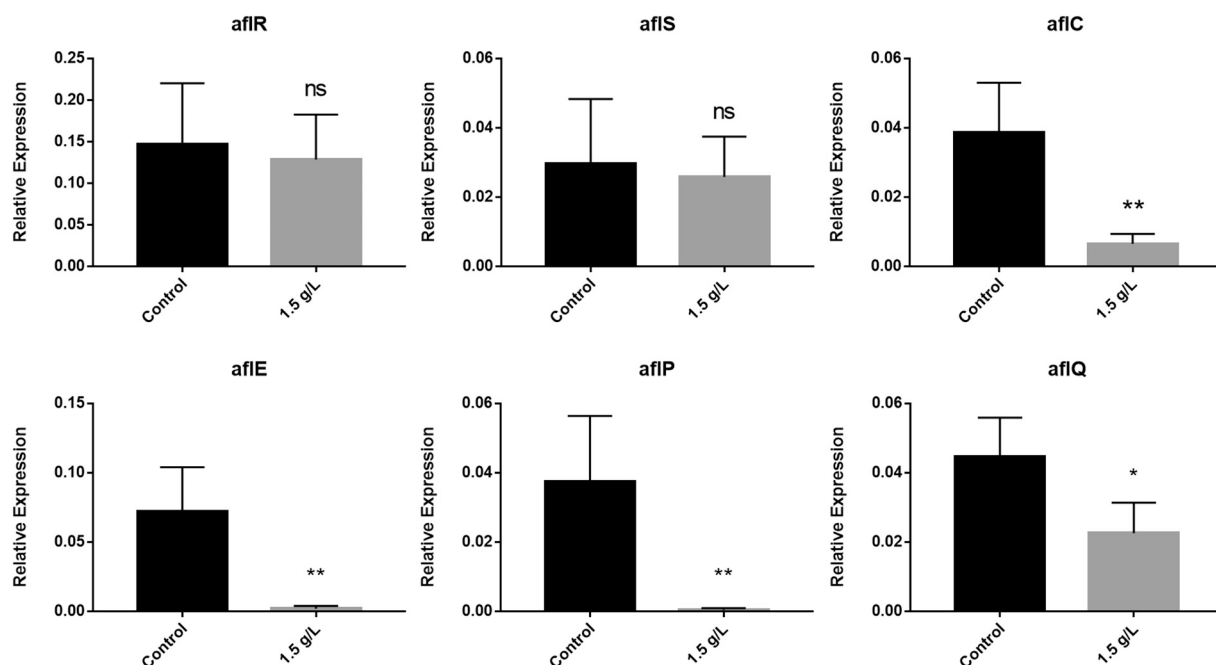 aflR
aflS
aflC
Relative Expression
0.25
0.20
0.15
0.10
0.05
0.00
ns
Control
1.5 g/L
Relative Expression
0.06
0.04
0.02
0.00
ns
Control
1.5 g/L
Relative Expression
0.06
0.04
0.02
0.00
**
Control
1.5 g/L
aflE
aflP
aflQ
Relative Expression
0.15
0.10
0.05
0.00
**
Control
1.5 g/L
Relative Expression
0.06
0.04
0.02
0.00
**
Control
1.5 g/L
Relative Expression
0.06
0.04
0.02
0.00
*
Control
1.5 g/L